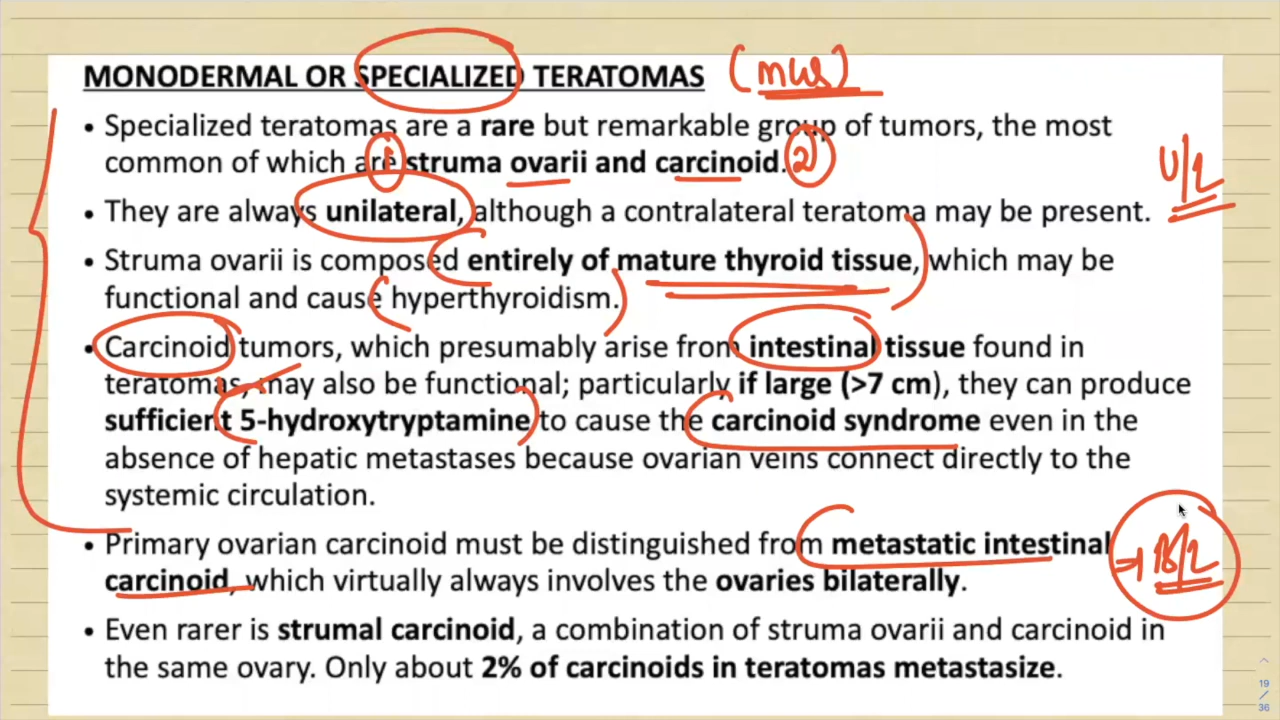 MONODERMAL OR SPECIALIZED TERATOMAS (mcus)
• Specialized teratomas are a rare but remarkable group of tumors, the most
common of which are struma ovarii and carcinoid.
1
2
U/L
• They are always unilateral, although a contralateral teratoma may be present.
• Struma ovarii is composed entirely of mature thyroid tissue, which may be
functional and cause hyperthyroidism.
• Carcinoid tumors, which presumably arise from intestinal tissue found in
teratomas, may also be functional; particularly if large (>7 cm), they can produce
sufficient 5-hydroxytryptamine to cause the carcinoid syndrome even in the
absence of hepatic metastases because ovarian veins connect directly to the
systemic circulation.
• Primary ovarian carcinoid must be distinguished from metastatic intestinal
→ B/L
carcinoid, which virtually always involves the ovaries bilaterally.
• Even rarer is strumal carcinoid, a combination of struma ovarii and carcinoid in
the same ovary. Only about 2% of carcinoids in teratomas metastasize.
19
/
36